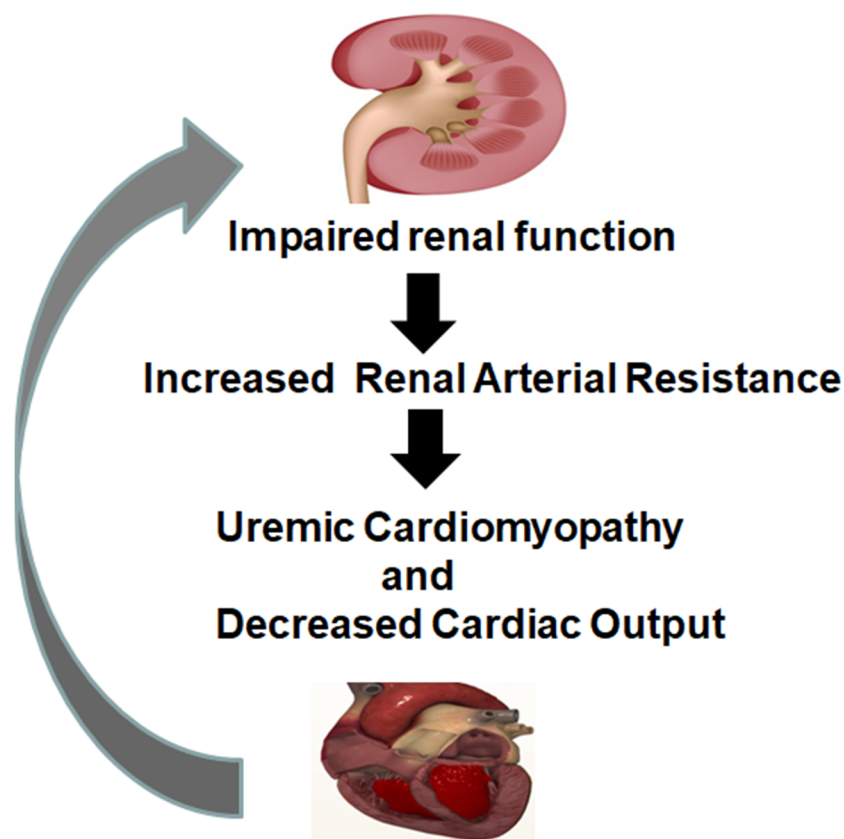 Impaired renal function
Increased Renal Arterial Resistance
Uremic Cardiomyopathy
and
Decreased Cardiac Output